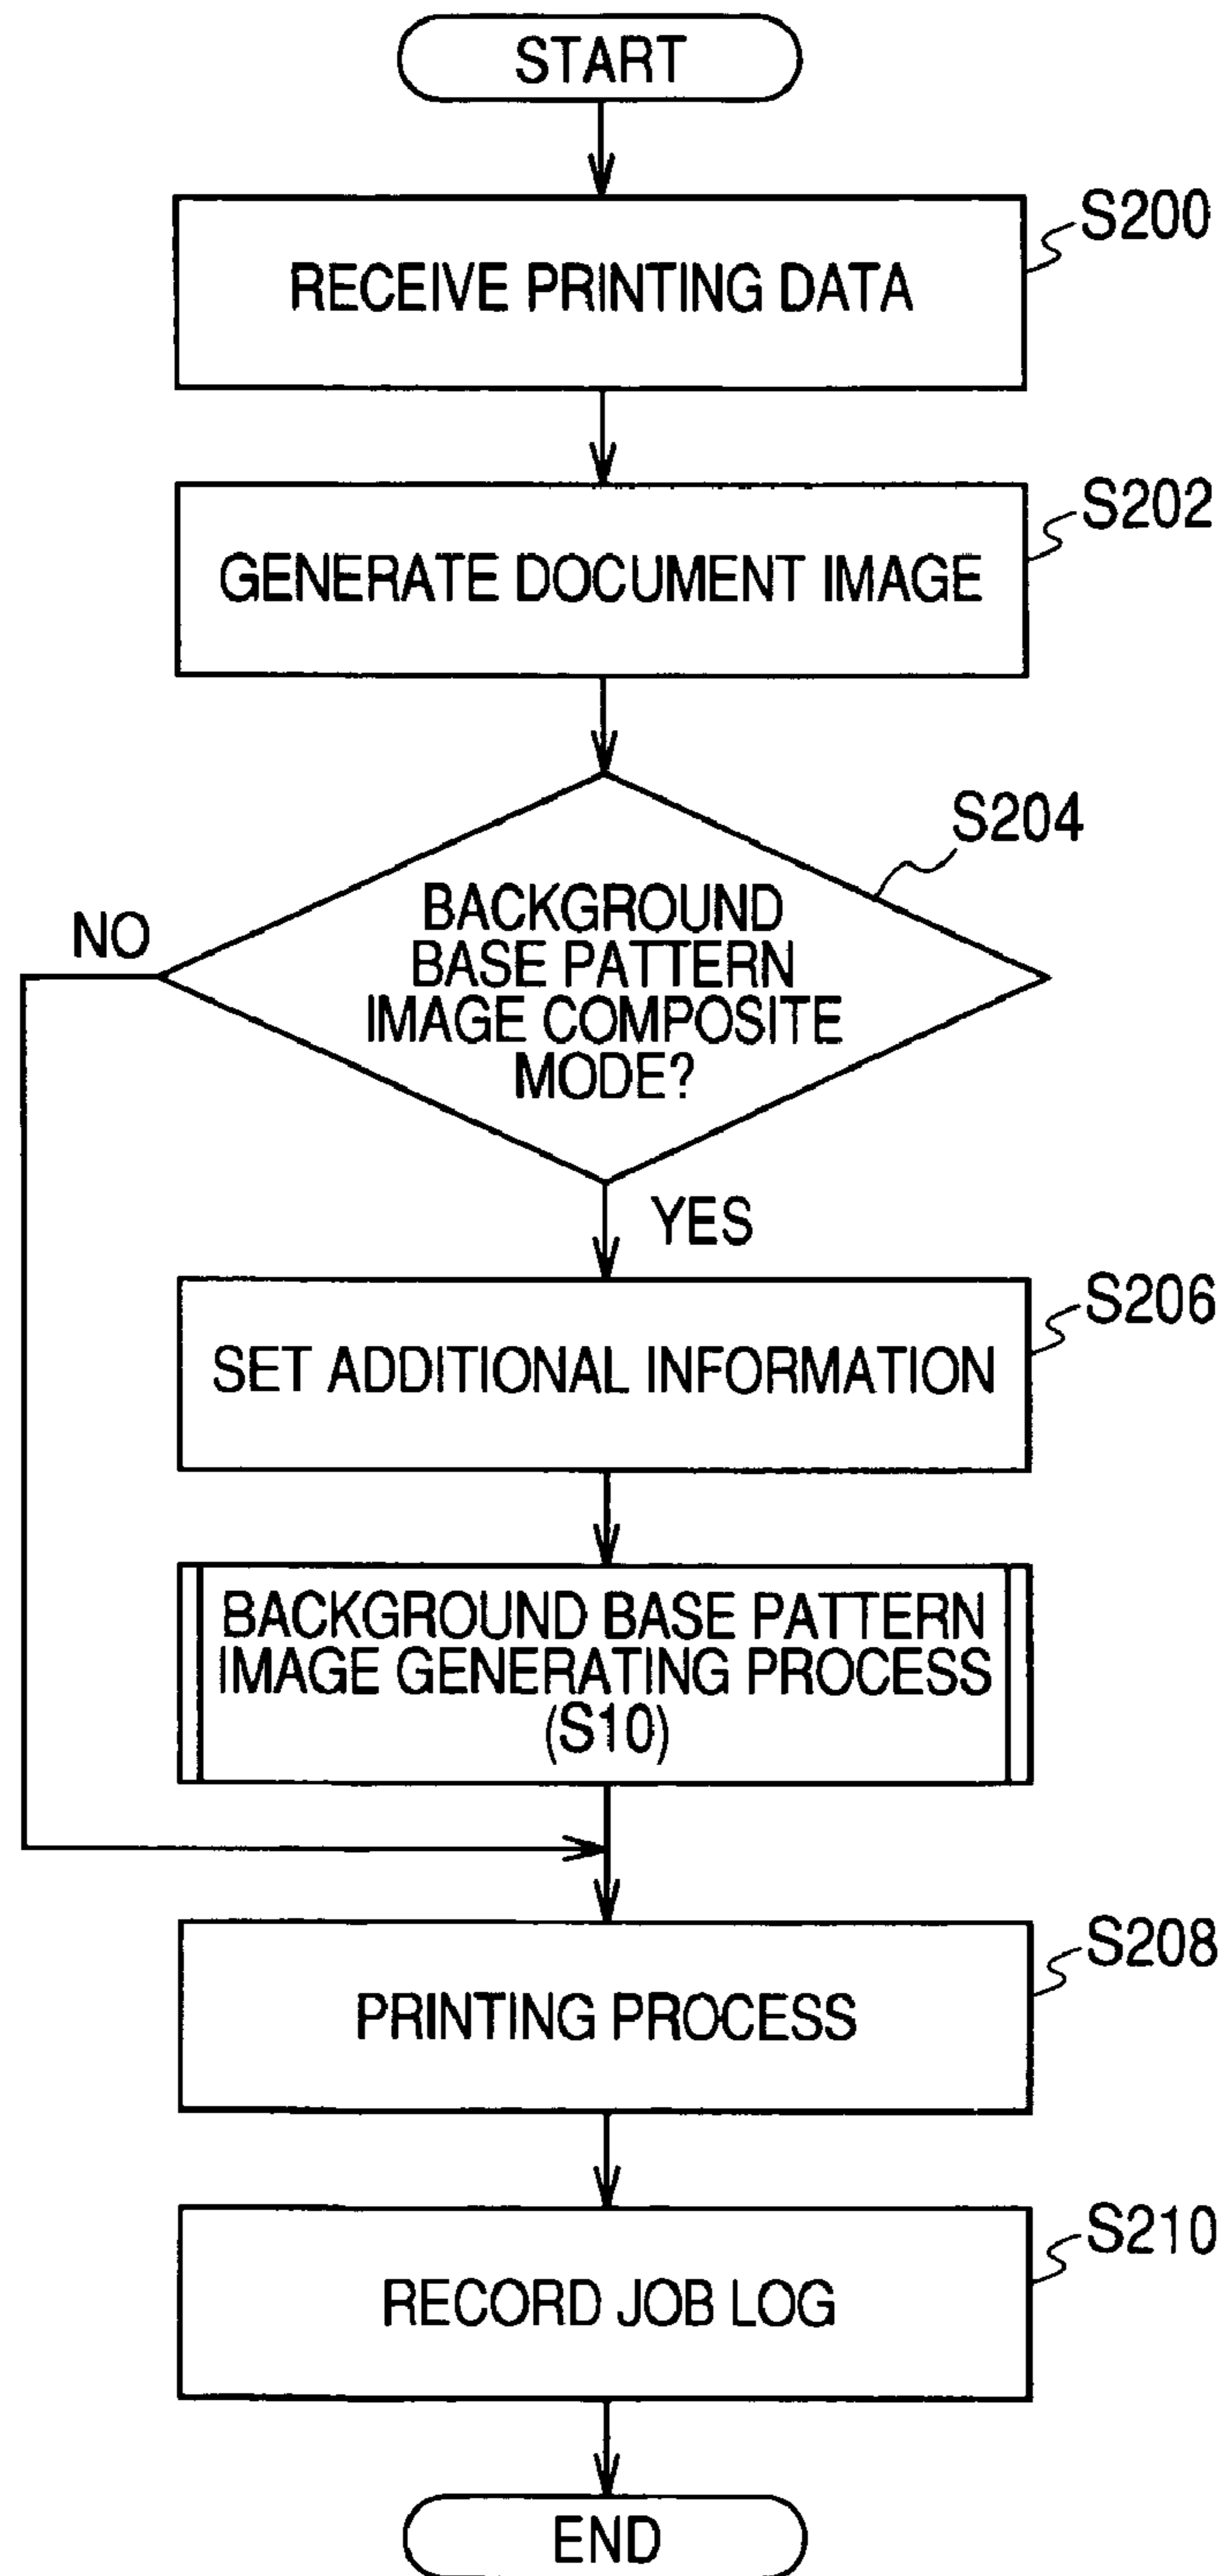 START
S200
RECEIVE PRINTING DATA
S202
GENERATE DOCUMENT IMAGE
S204
BACKGROUND
BASE PATTERN
IMAGE COMPOSITE
MODE?
NO
YES
S206
SET ADDITIONAL INFORMATION
BACKGROUND BASE PATTERN
IMAGE GENERATING PROCESS
(S10)
S208
PRINTING PROCESS
S210
RECORD JOB LOG
END